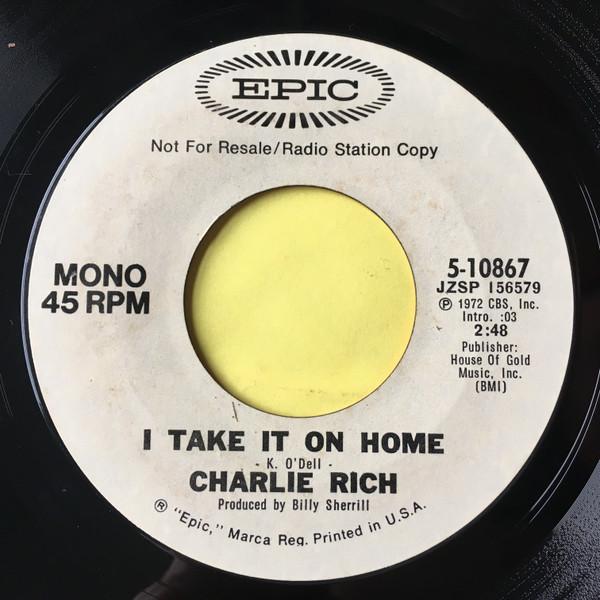 EPIC
Not For Resale/Radio Station Copy
MONO
45 RPM
5-10867
JZSP 156579
℗ 1972 CBS, Inc.
Intro. :03
2:48
Publisher:
House Of Gold
Music, Inc.
(BMI)
I TAKE IT ON HOME
- K. O'Dell -
CHARLIE RICH
Produced by Billy Sherrill
® "Epic," Marca Reg. Printed in U.S.A.